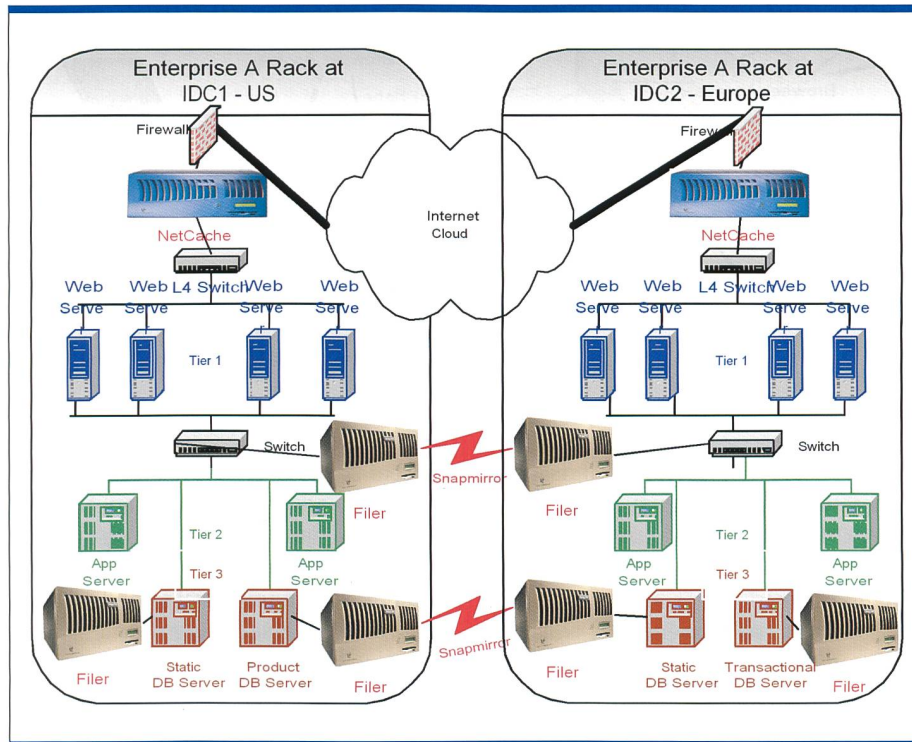 Enterprise A Rack at
IDC1 - US
Firewall
NetCache
L4 Switch
Web
Serve
r
Web
Serve
r
Web
Serve
r
Web
Serve
r
Tier 1
Switch
Filer
App
Server
Tier 2
App
Server
Tier 3
Filer
Static
DB Server
Product
DB Server
Filer
Internet
Cloud
Snapmirror
Snapmirror
Enterprise A Rack at
IDC2 - Europe
Firewall
NetCache
L4 Switch
Web
Serve
r
Web
Serve
r
Web
Serve
r
Web
Serve
r
Tier 1
Switch
Filer
App
Server
Tier 2
App
Server
Tier 3
Filer
Static
DB Server
Transactional
DB Server
Filer